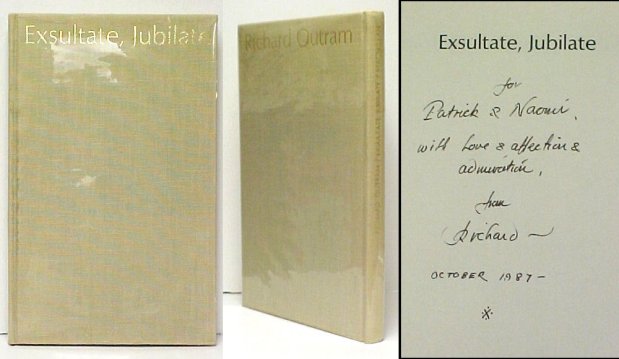 Exsultate, Jubilate
Richard Outram
Exsultate, Jubilate
for
Patrick & Naomi,
with love & affection &
admiration,
from
Richard
OCTOBER 1987 -